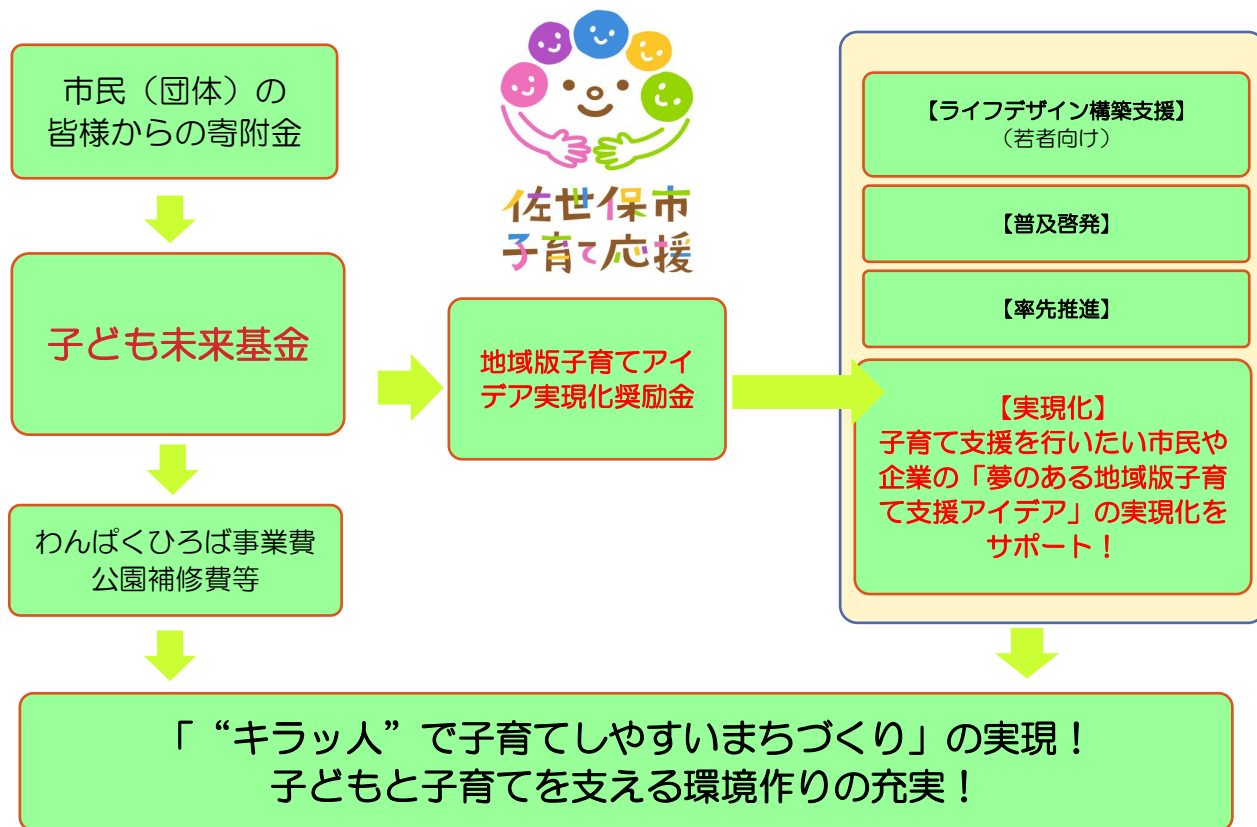 市民（団体）の
皆様からの寄附金
子ども未来基金
わんぱくひろば事業費
公園補修費等
佐世保市
子育て応援
地域版子育てアイ
デア実現化奨励金
【ライフデザイン構築支援】
（若者向け）
【普及啓発】
【率先推進】
【実現化】
子育て支援を行いたい市民や
企業の「夢のある地域版子育
て支援アイデア」の実現化を
サポート！
「“キラッ人”で子育てしやすいまちづくり」の実現！
子どもと子育てを支える環境作りの充実！